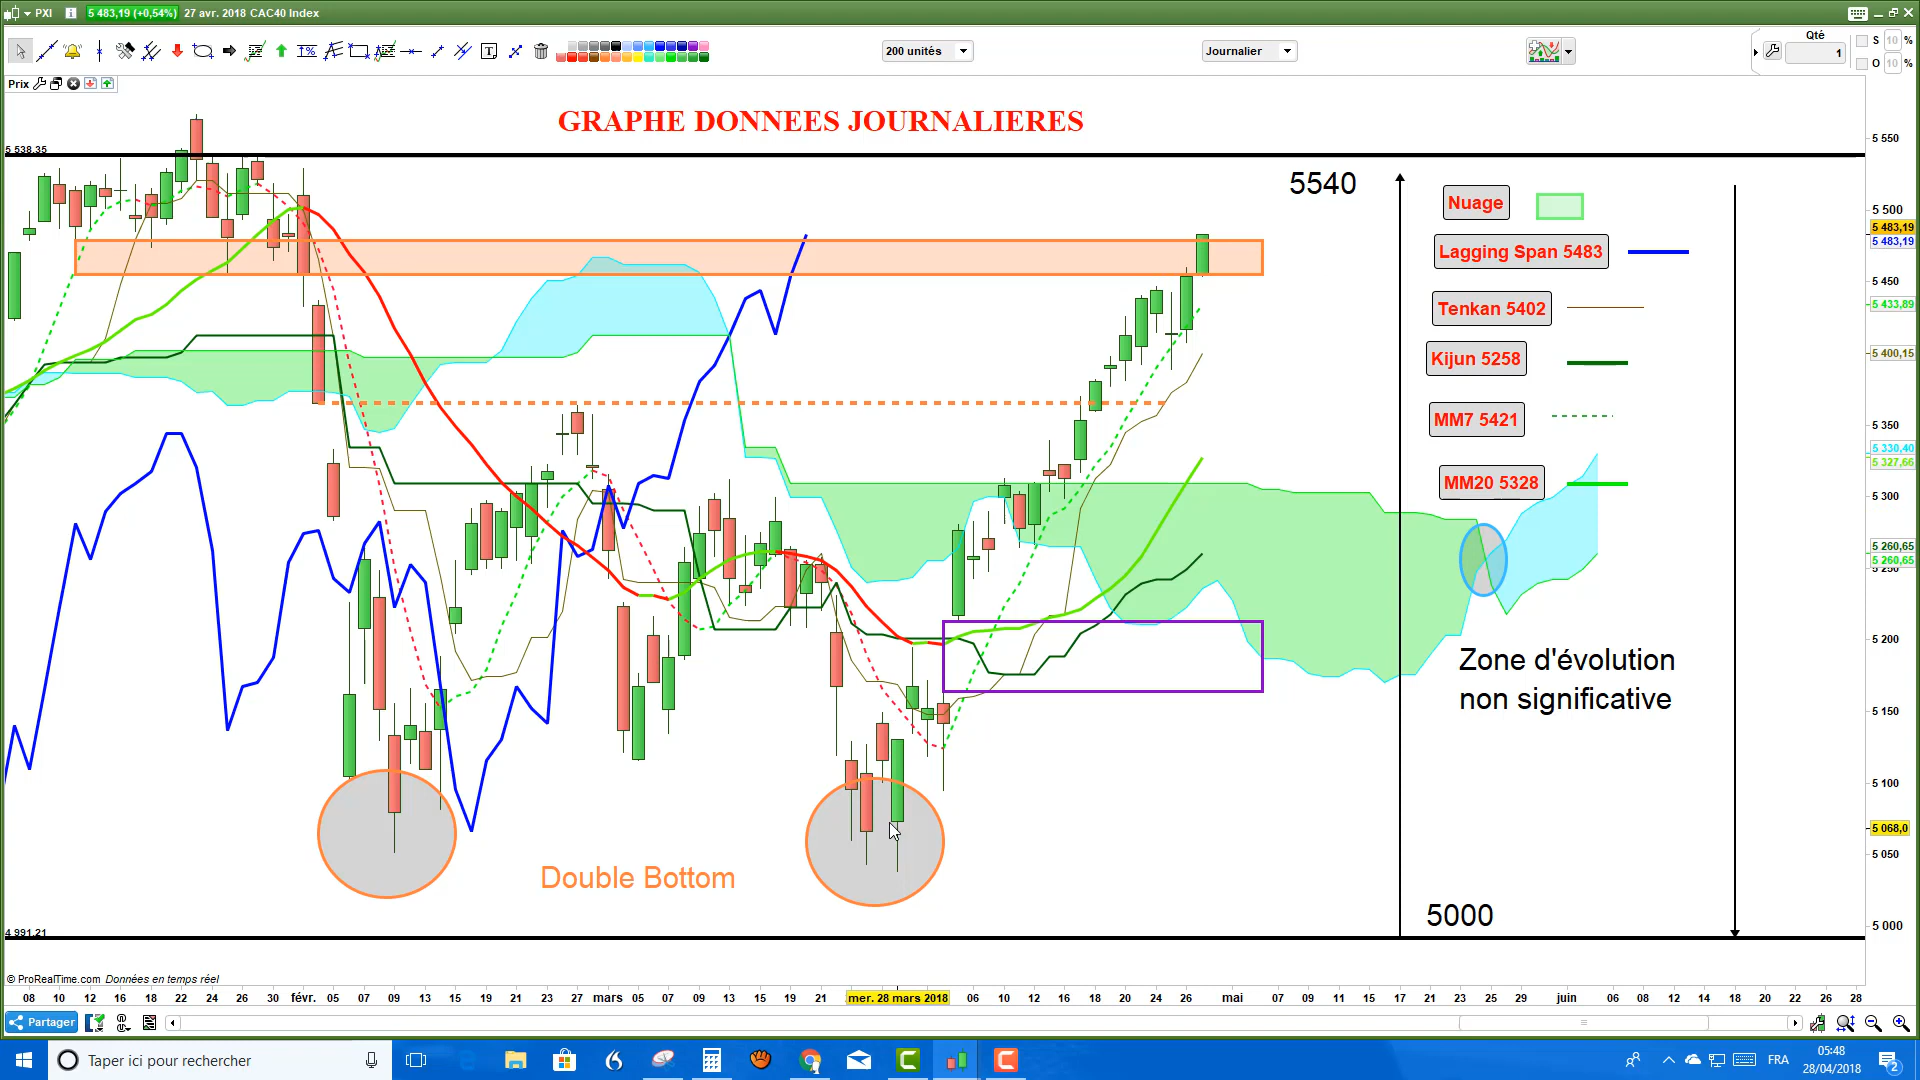 PXI
5 483,19 (+0,54%) 27 avr. 2018 CAC40 Index
200 unités
Journalier
Qté
1
S 10 %
O 10 %
Prix
GRAPHE DONNEES JOURNALIERES
5 538.35
5540
Nuage
Lagging Span 5483
Tenkan 5402
Kijun 5258
MM7 5421
MM20 5328
Zone d'évolution
non significative
Double Bottom
5000
4 991.21
5 550
5 500
5 483,19
5 483,19
5 450
5 433,89
5 400,15
5 350
5 330,40
5 327,66
5 300
5 260,65
5 260,65
5 250
5 200
5 150
5 100
5 068,0
5 050
5 000
© ProRealTime.com Données en temps réel
08 10 12 16 18 22 24 26 30 févr. 05 07 09 13 15 19 21 23 27 mars 05 07 09 13 15 19 21 mer. 28 mars 2018 06 10 12 16 18 20 24 26 mai 07 09 11 15 17 21 23 25 29 juin 06 08 12 14 18 20 22 26 28
Partager
Taper ici pour rechercher
FRA
05:48
28/04/2018
2